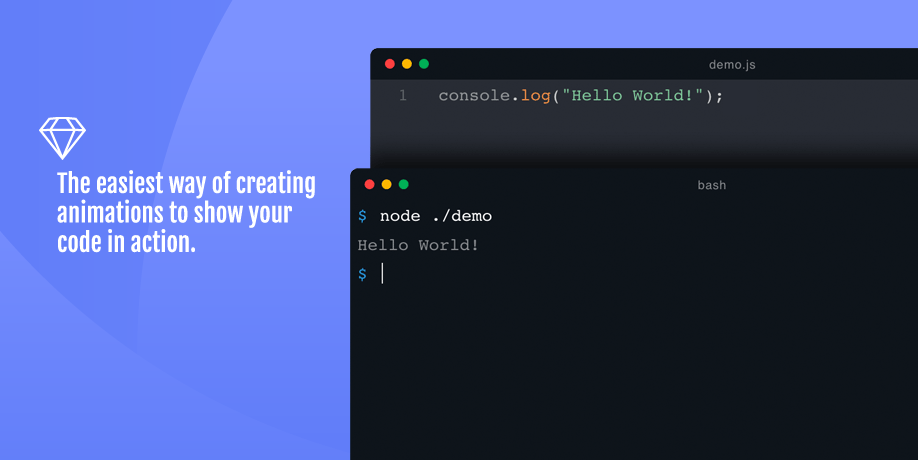 The easiest way of creating
animations to show your
code in action.
demo.js
1 console.log("Hello World!");
bash
$ node ./demo
Hello World!
$